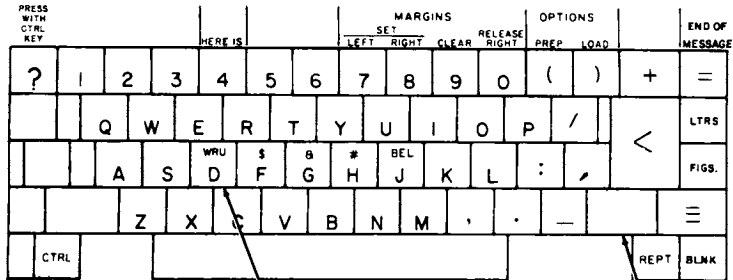 PRESS WITH CTRL KEY
HERE IS
MARGINS
SET
LEFT RIGHT CLEAR RELEASE RIGHT
OPTIONS
PREP LOAD
END OF MESSAGE
? 1 2 3 4 5 6 7 8 9 0 ( ) + =
Q W E R T Y U I O P / < LTRS
WRU $ & # BEL
A S D F G H J K L : , FIGS.
Z X C V B N M , . _ ☰
CTRL REPT BLNK